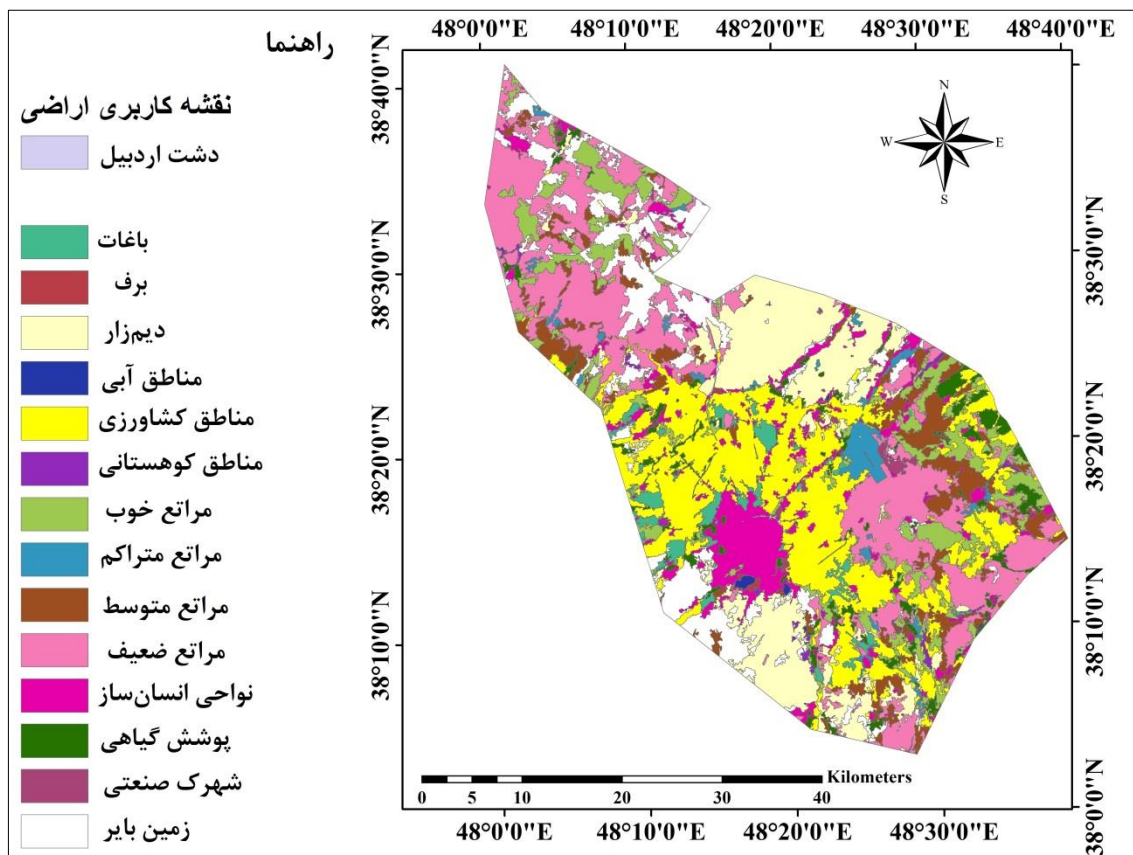 راهنما
نقشه کاربری اراضی
دشت اردبیل
باغات
برف
دیم‌زار
مناطق آبی
مناطق کشاورزی
مناطق کوهستانی
مراتع خوب
مراتع متراکم
مراتع متوسط
مراتع ضعیف
نواحی انسان‌ساز
پوشش گیاهی
شهرک صنعتی
زمین بایر
48°0'0"E 48°10'0"E 48°20'0"E 48°30'0"E 48°40'0"E
38°40'0"N
38°30'0"N
38°20'0"N
38°10'0"N
38°30'0"N
38°20'0"N
38°10'0"N
38°0'0"N
N
W E
S
Kilometers
0 5 10 20 30 40
48°0'0"E 48°10'0"E 48°20'0"E 48°30'0"E